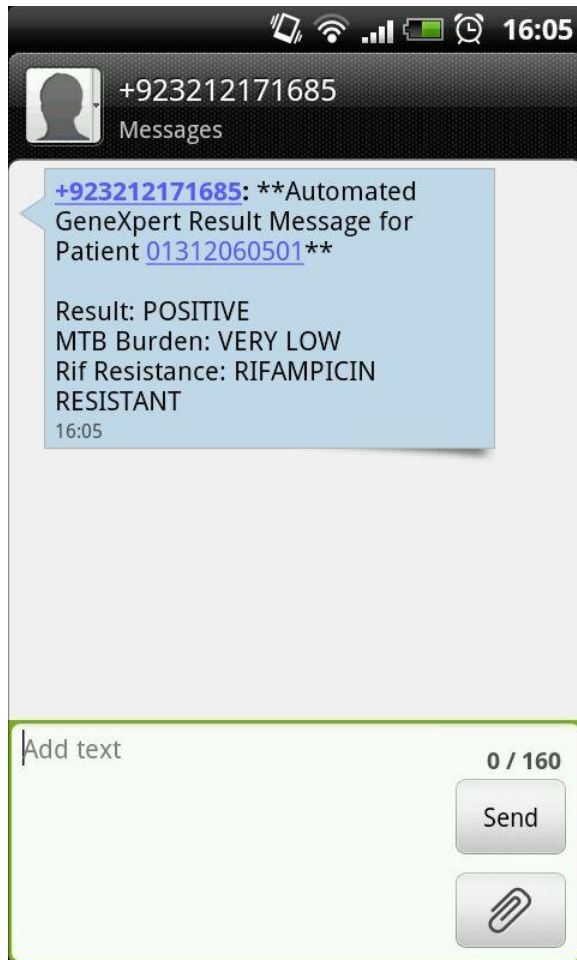 16:05
+923212171685
Messages
+923212171685: **Automated
GeneXpert Result Message for
Patient 01312060501**
Result: POSITIVE
MTB Burden: VERY LOW
Rif Resistance: RIFAMPICIN
RESISTANT
16:05
Add text
0 / 160
Send